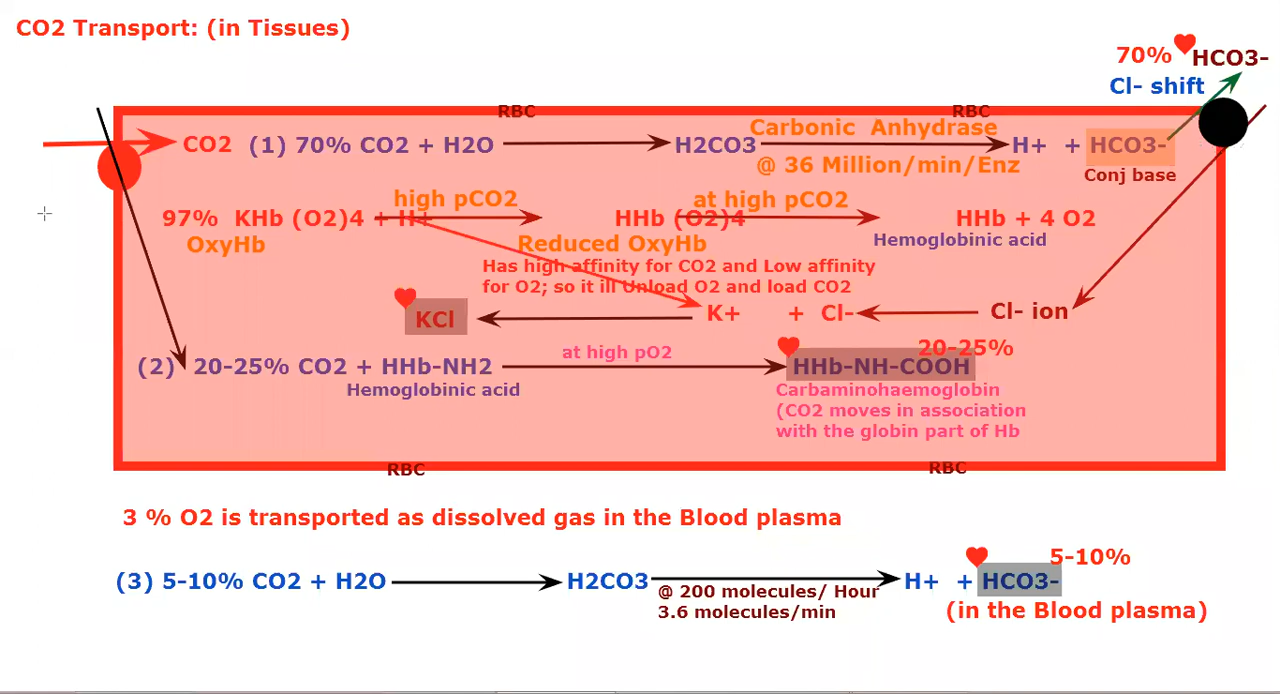 CO2 Transport: (in Tissues)
70% HCO3-
Cl- shift
RBC RBC
CO2 (1) 70% CO2 + H2O H2CO3 Carbonic Anhydrase H+ + HCO3-
@ 36 Million/min/Enz Conj base
high pCO2 at high pCO2
97% KHb (O2)4 + H+ HHb (O2)4 HHb + 4 O2
OxyHb Reduced OxyHb Hemoglobinic acid
Has high affinity for CO2 and Low affinity
for O2; so it ill Unload O2 and load CO2
KCl K+ + Cl- Cl- ion
20-25%
(2) 20-25% CO2 + HHb-NH2 at high pO2 HHb-NH-COOH
Hemoglobinic acid Carbaminohaemoglobin
(CO2 moves in association
with the globin part of Hb
RBC RBC
3 % O2 is transported as dissolved gas in the Blood plasma
5-10%
(3) 5-10% CO2 + H2O H2CO3 H+ + HCO3-
@ 200 molecules/ Hour
3.6 molecules/min (in the Blood plasma)